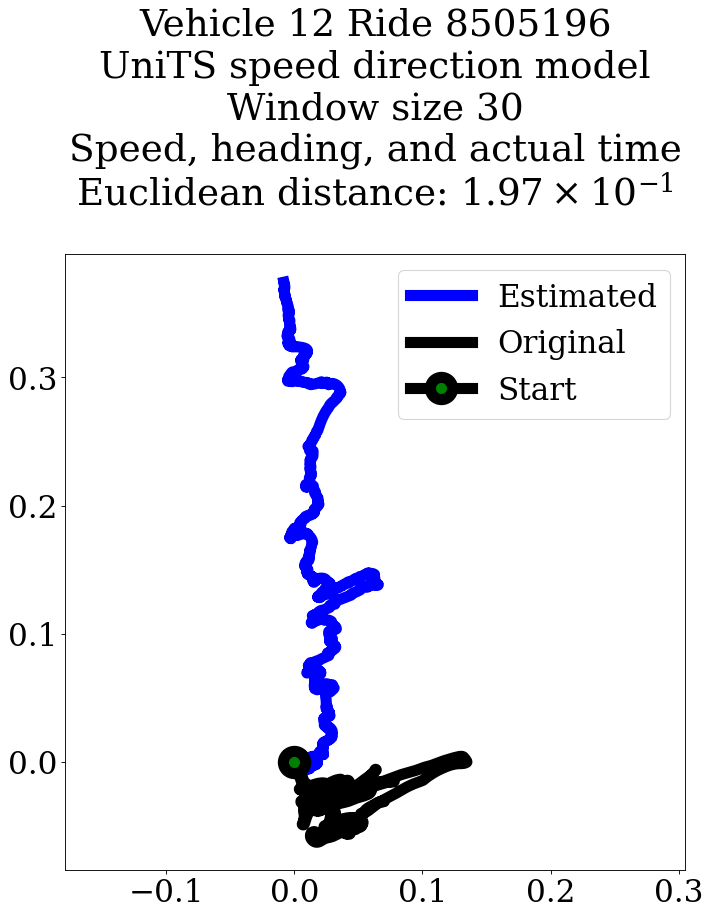 Vehicle 12 Ride 8505196
UniTS speed direction model
Window size 30
Speed, heading, and actual time
Euclidean distance: 1.97 × 10⁻¹
Estimated
Original
Start
0.3
0.2
0.1
0.0
−0.1 0.0 0.1 0.2 0.3